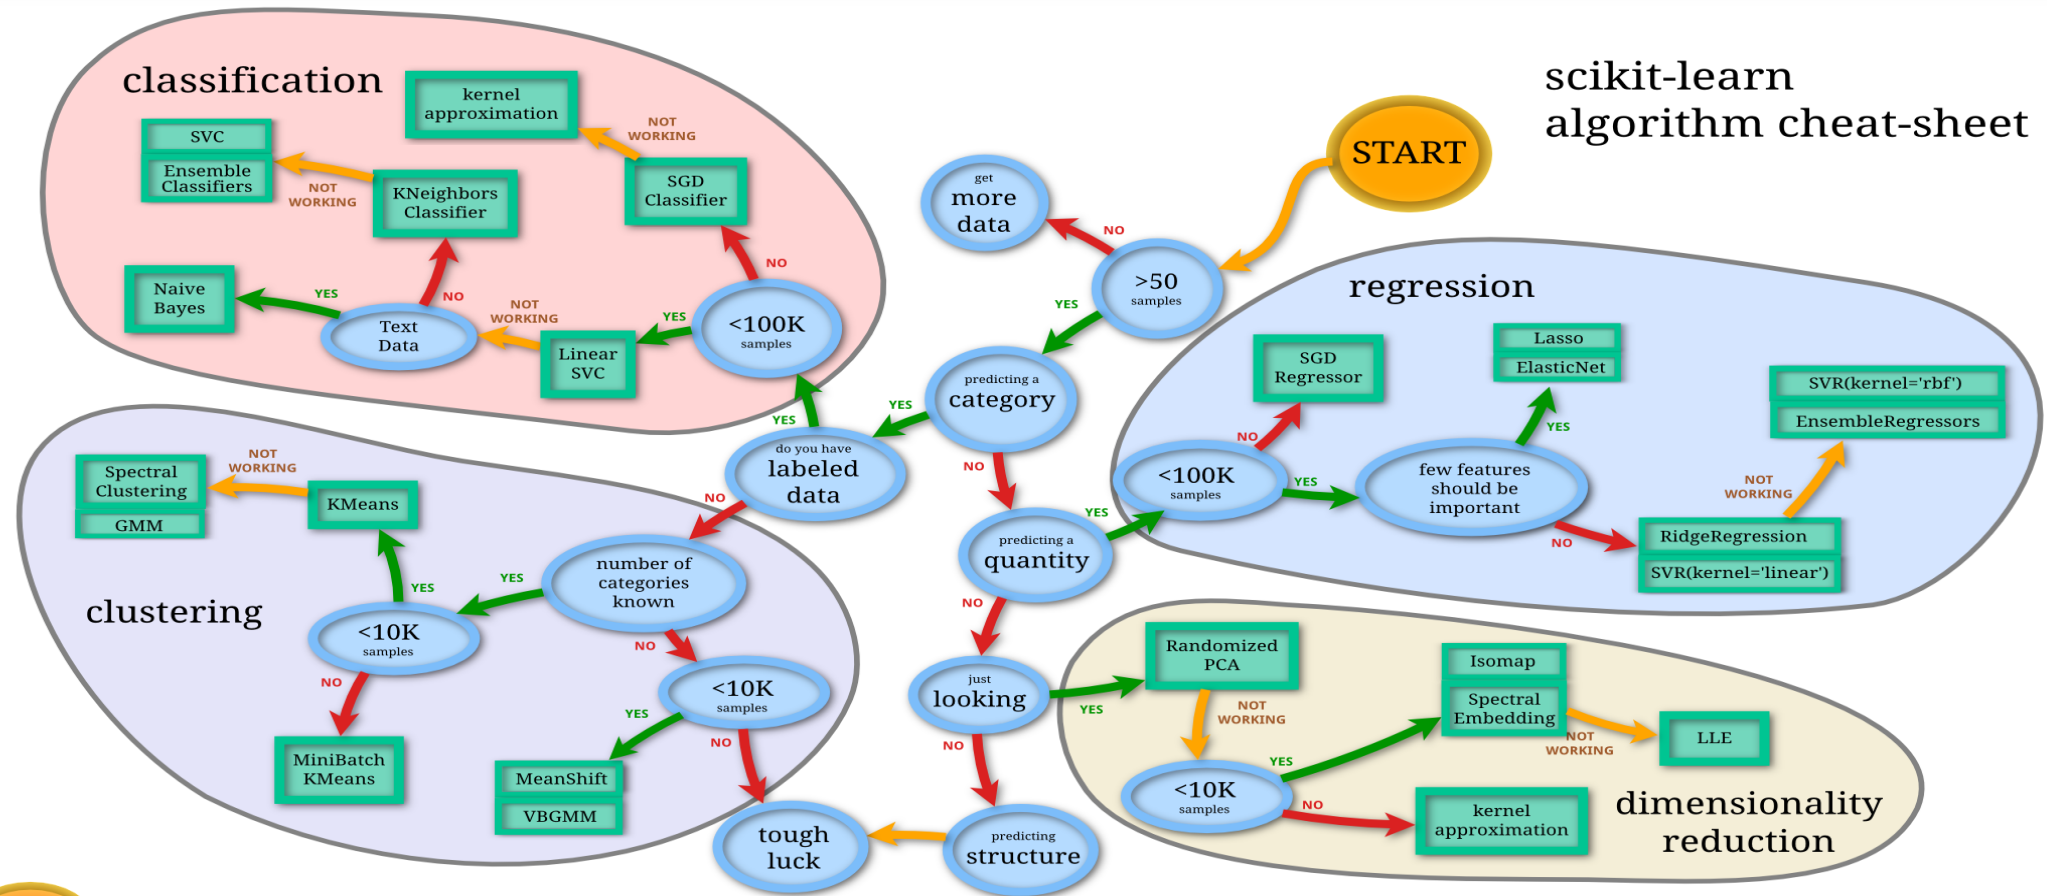 scikit-learn
algorithm cheat-sheet
START
>50
samples
NO
get
more
data
YES
predicting a
category
YES
do you have
labeled
data
YES
NO
NO
predicting a
quantity
YES
NO
just
looking
YES
NO
predicting
structure
tough
luck
classification
<100K
samples
NO
SGD
Classifier
NOT
WORKING
kernel
approximation
YES
Linear
SVC
NOT
WORKING
Text
Data
YES
Naive
Bayes
NO
KNeighbors
Classifier
NOT
WORKING
SVC
Ensemble
Classifiers
clustering
number of
categories
known
YES
<10K
samples
YES
KMeans
NOT
WORKING
Spectral
Clustering
GMM
NO
MiniBatch
KMeans
NO
<10K
samples
YES
MeanShift
VBGMM
NO
regression
<100K
samples
NO
SGD
Regressor
YES
few features
should be
important
YES
Lasso
ElasticNet
NO
RidgeRegression
SVR(kernel='linear')
NOT
WORKING
SVR(kernel='rbf')
EnsembleRegressors
dimensionality
reduction
Randomized
PCA
NOT
WORKING
<10K
samples
YES
Isomap
Spectral
Embedding
NOT
WORKING
LLE
NO
kernel
approximation